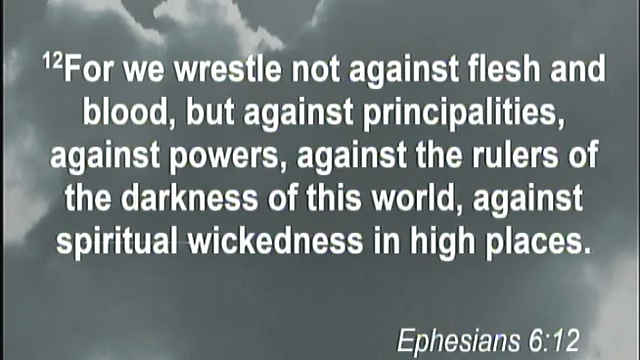 ¹²For we wrestle not against flesh and
blood, but against principalities,
against powers, against the rulers of
the darkness of this world, against
spiritual wickedness in high places.
Ephesians 6:12